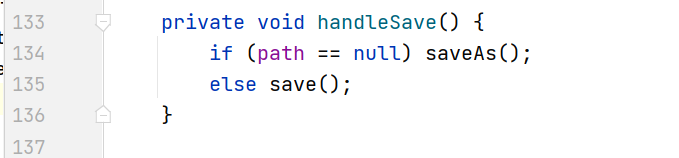 133 private void handleSave() {
134 if (path == null) saveAs();
135 else save();
136 }
137